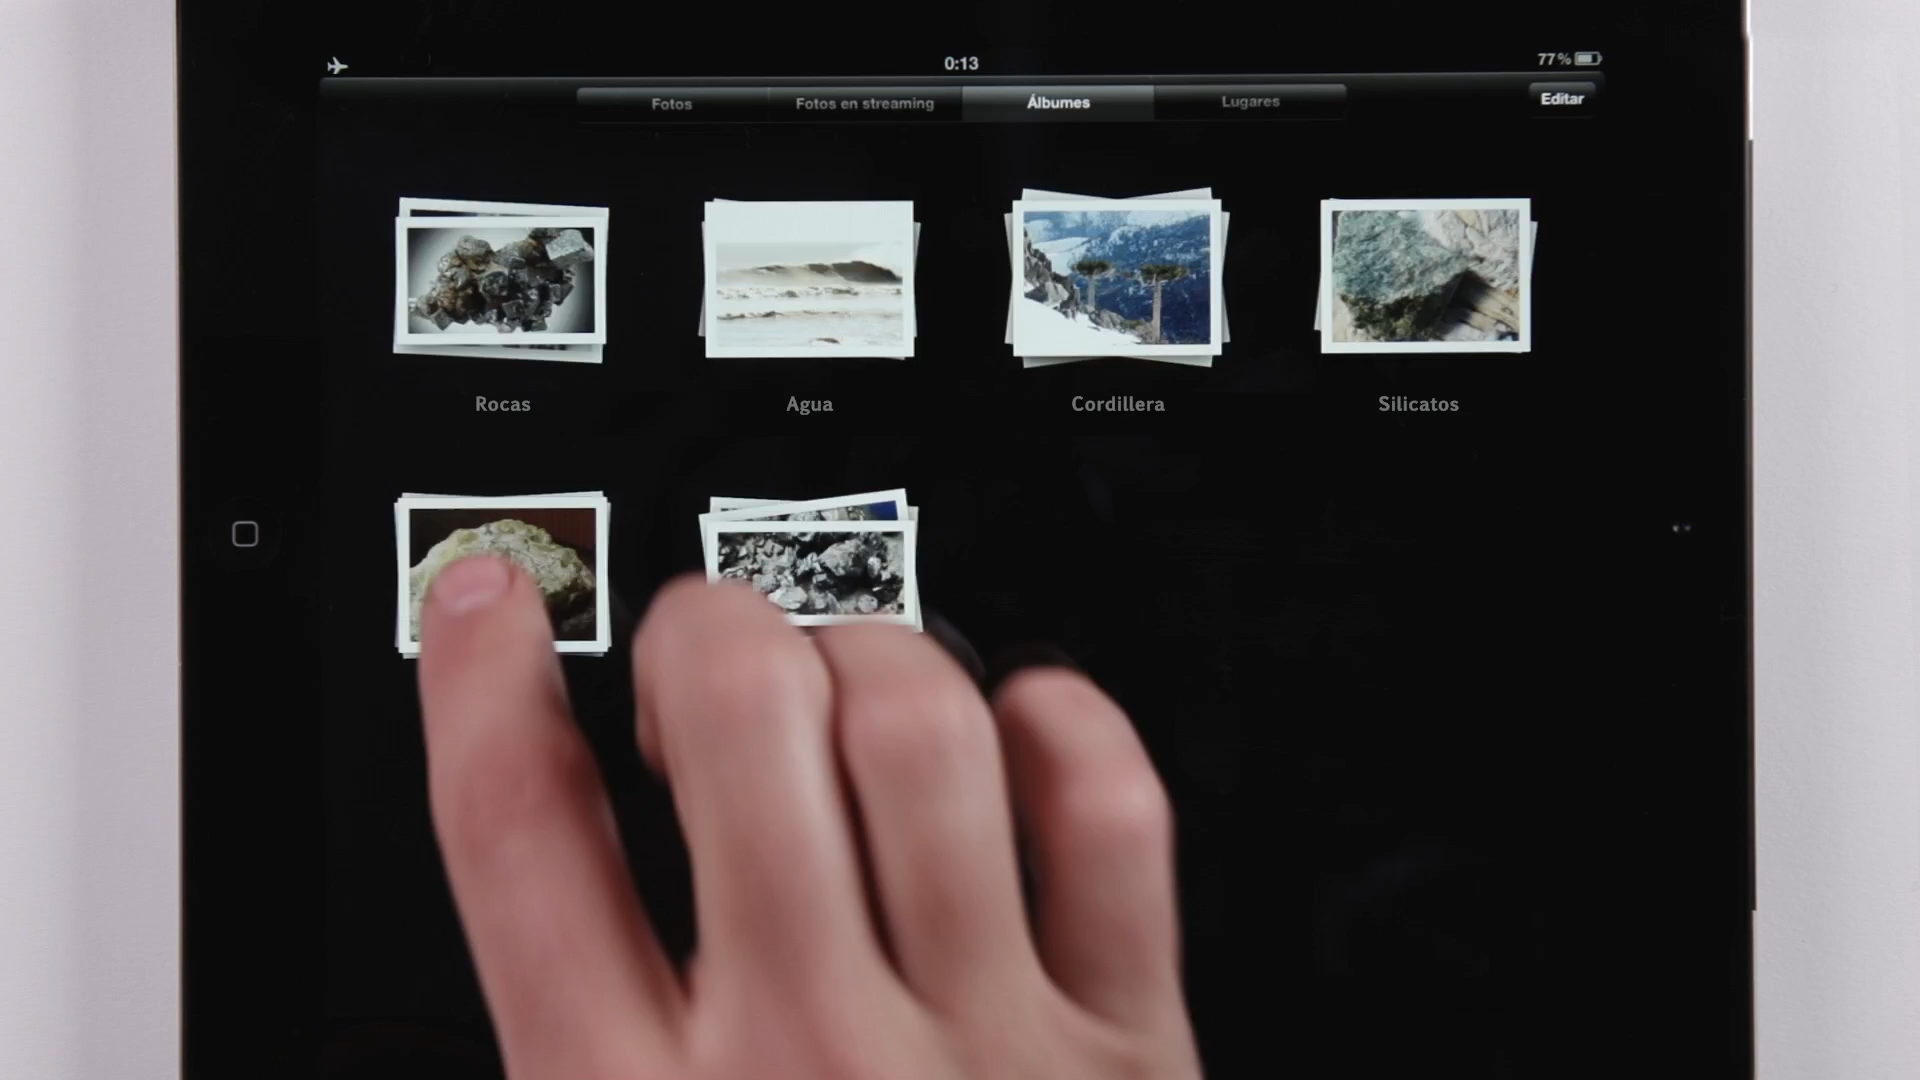 0:13
77%
Fotos
Fotos en streaming
Álbumes
Lugares
Editar
Rocas
Agua
Cordillera
Silicatos